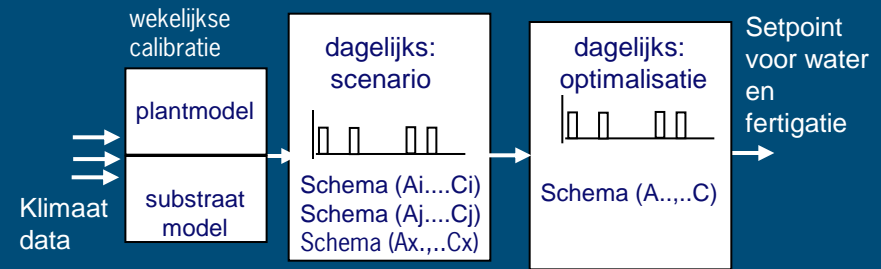 wekelijkse
calibratie
Klimaat
data
plantmodel
substraat
model
dagelijks:
scenario
Schema (Ai....Ci)
Schema (Aj....Cj)
Schema (Ax.,..Cx)
dagelijks:
optimalisatie
Schema (A..,..C)
Setpoint
voor water
en
fertigatie